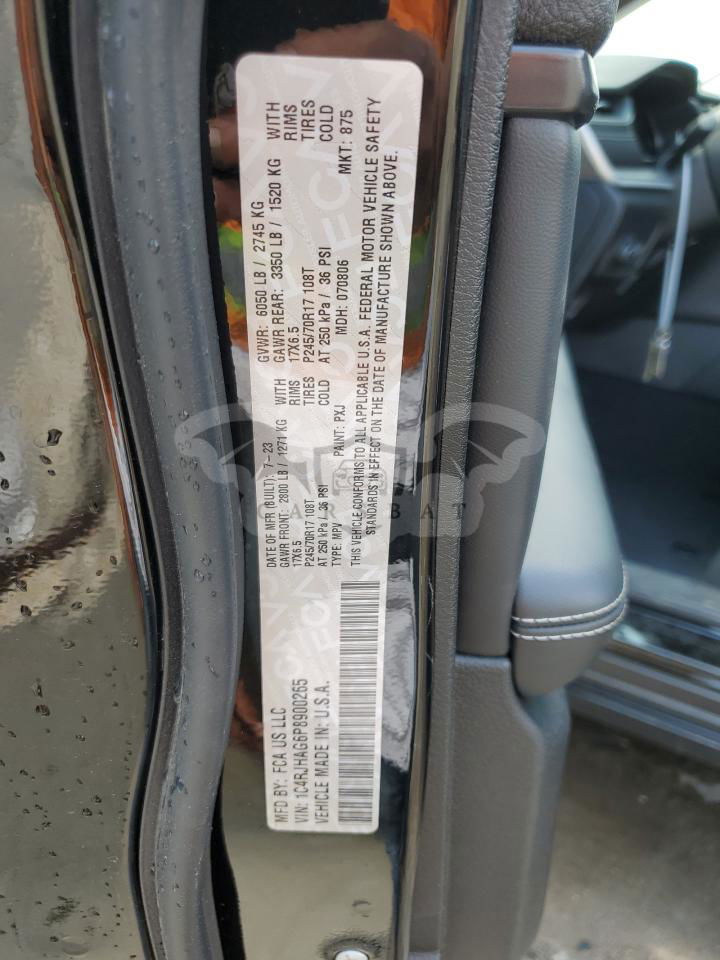 MFD BY: FCA US LLC
DATE OF MFR (BUILT): 7-23
GVWR: 6050 LB / 2745 KG
VIN: 1C4RJHAG6P8900265
GAWR FRONT: 2800 LB / 1271 KG WITH
GAWR REAR: 3350 LB / 1520 KG WITH
VEHICLE MADE IN: U.S.A.
17X6.5 RIMS
17X6.5 RIMS
P245/70R17 108T TIRES
P245/70R17 108T TIRES
AT 250 kPa / 36 PSI COLD
AT 250 kPa / 36 PSI COLD
TYPE: MPV PAINT: PXJ MDH: 070806 MKT: 875
THIS VEHICLE CONFORMS TO ALL APPLICABLE U.S.A. FEDERAL MOTOR VEHICLE SAFETY
STANDARDS IN EFFECT ON THE DATE OF MANUFACTURE SHOWN ABOVE.
CAR BAT